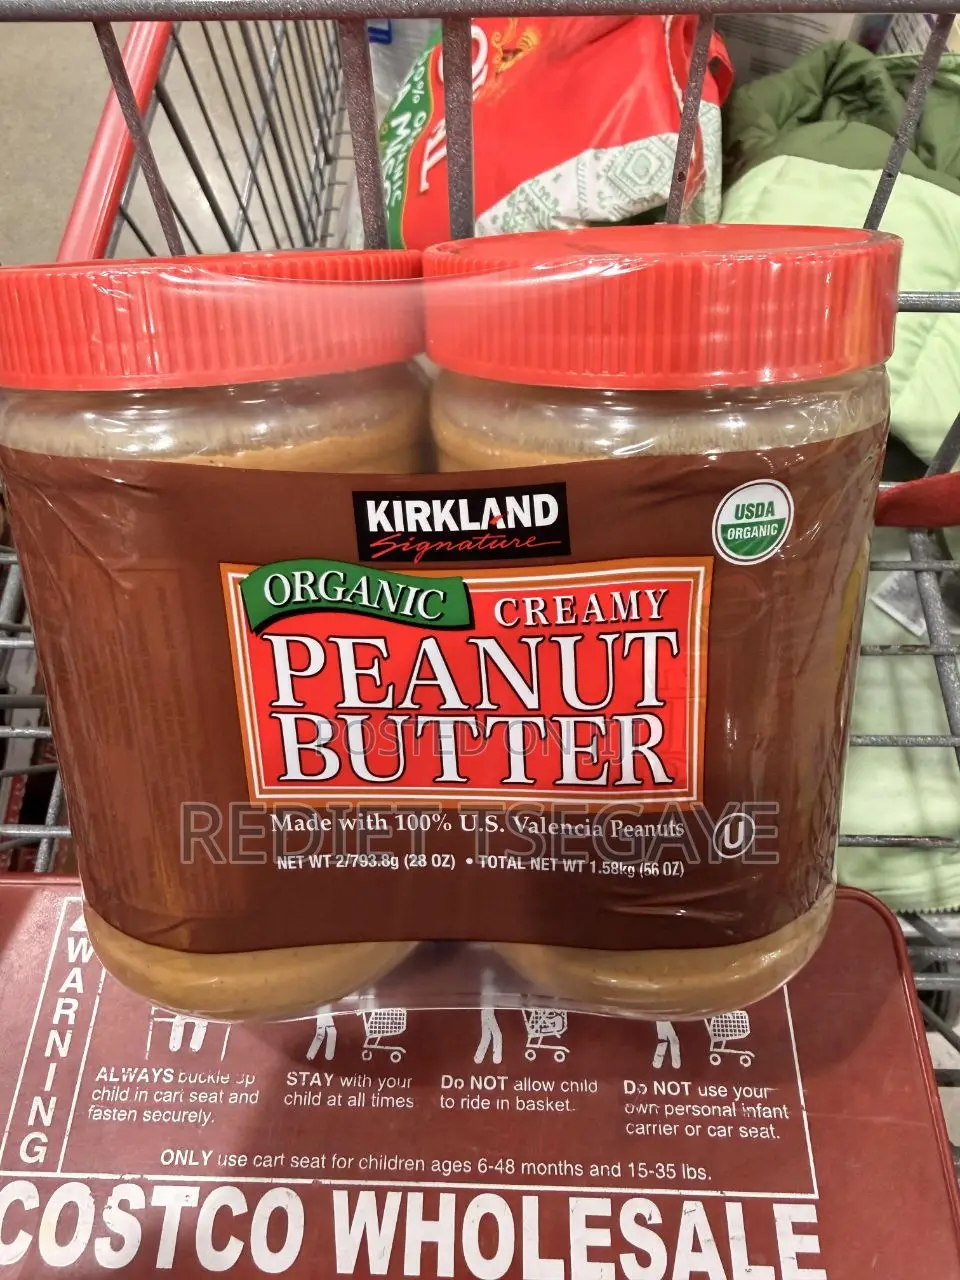 100% ORGANIC
KIRKLAND
Signature
USDA
ORGANIC
ORGANIC
CREAMY
PEANUT
BUTTER
POSTED ON JIJI
REDIET TSEGAYE
Made with 100% U.S. Valencia Peanuts
U
NET WT 2/793.8g (28 OZ) • TOTAL NET WT 1.58kg (56 OZ)
WARNING
ALWAYS buckle up
child in cart seat and
fasten securely.
STAY with your
child at all times
Do NOT allow child
to ride in basket.
Do NOT use your
own personal infant
carrier or car seat.
ONLY use cart seat for children ages 6-48 months and 15-35 lbs.
COSTCO WHOLESALE